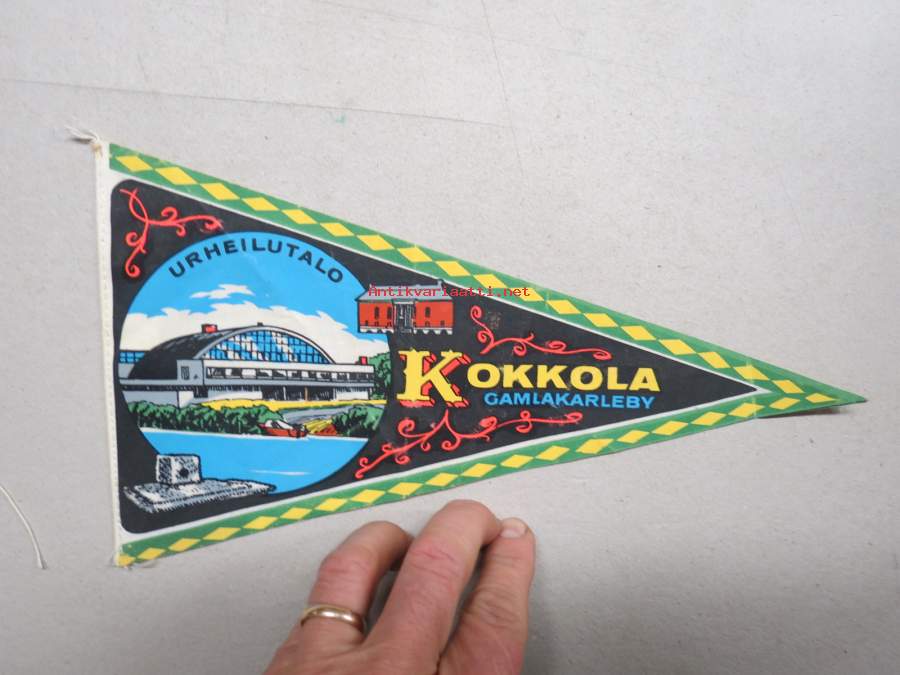 URHEILUTALO
Antikvariaatti.net
KOKKOLA
GAMLAKARLEBY